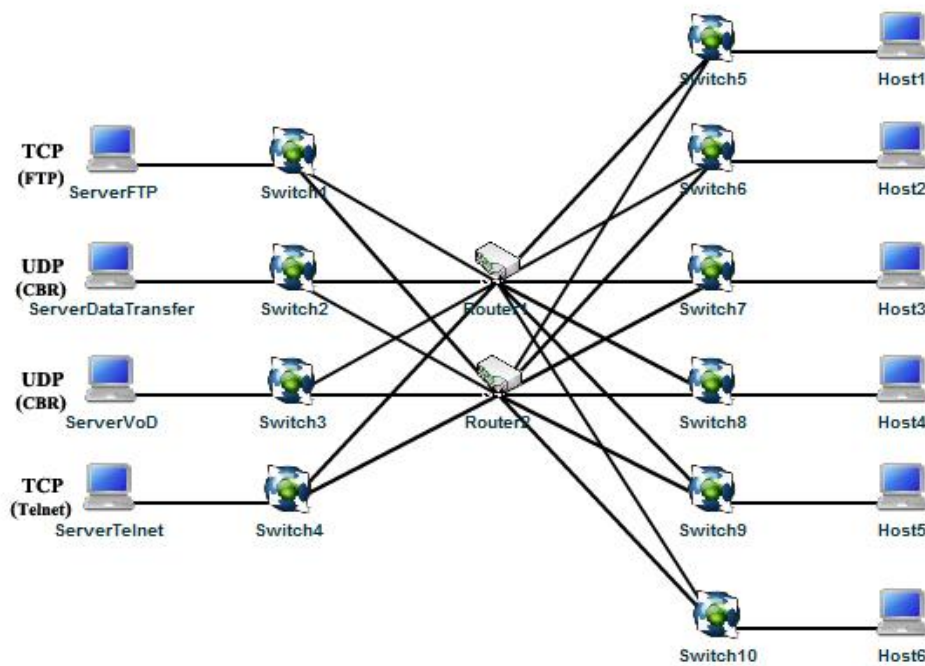 Switch5
Host1
TCP
(FTP)
ServerFTP
Switch1
Switch6
Host2
UDP
(CBR)
ServerDataTransfer
Switch2
Router1
Switch7
Host3
UDP
(CBR)
ServerVoD
Switch3
Router2
Switch8
Host4
TCP
(Telnet)
ServerTelnet
Switch4
Switch9
Host5
Switch10
Host6